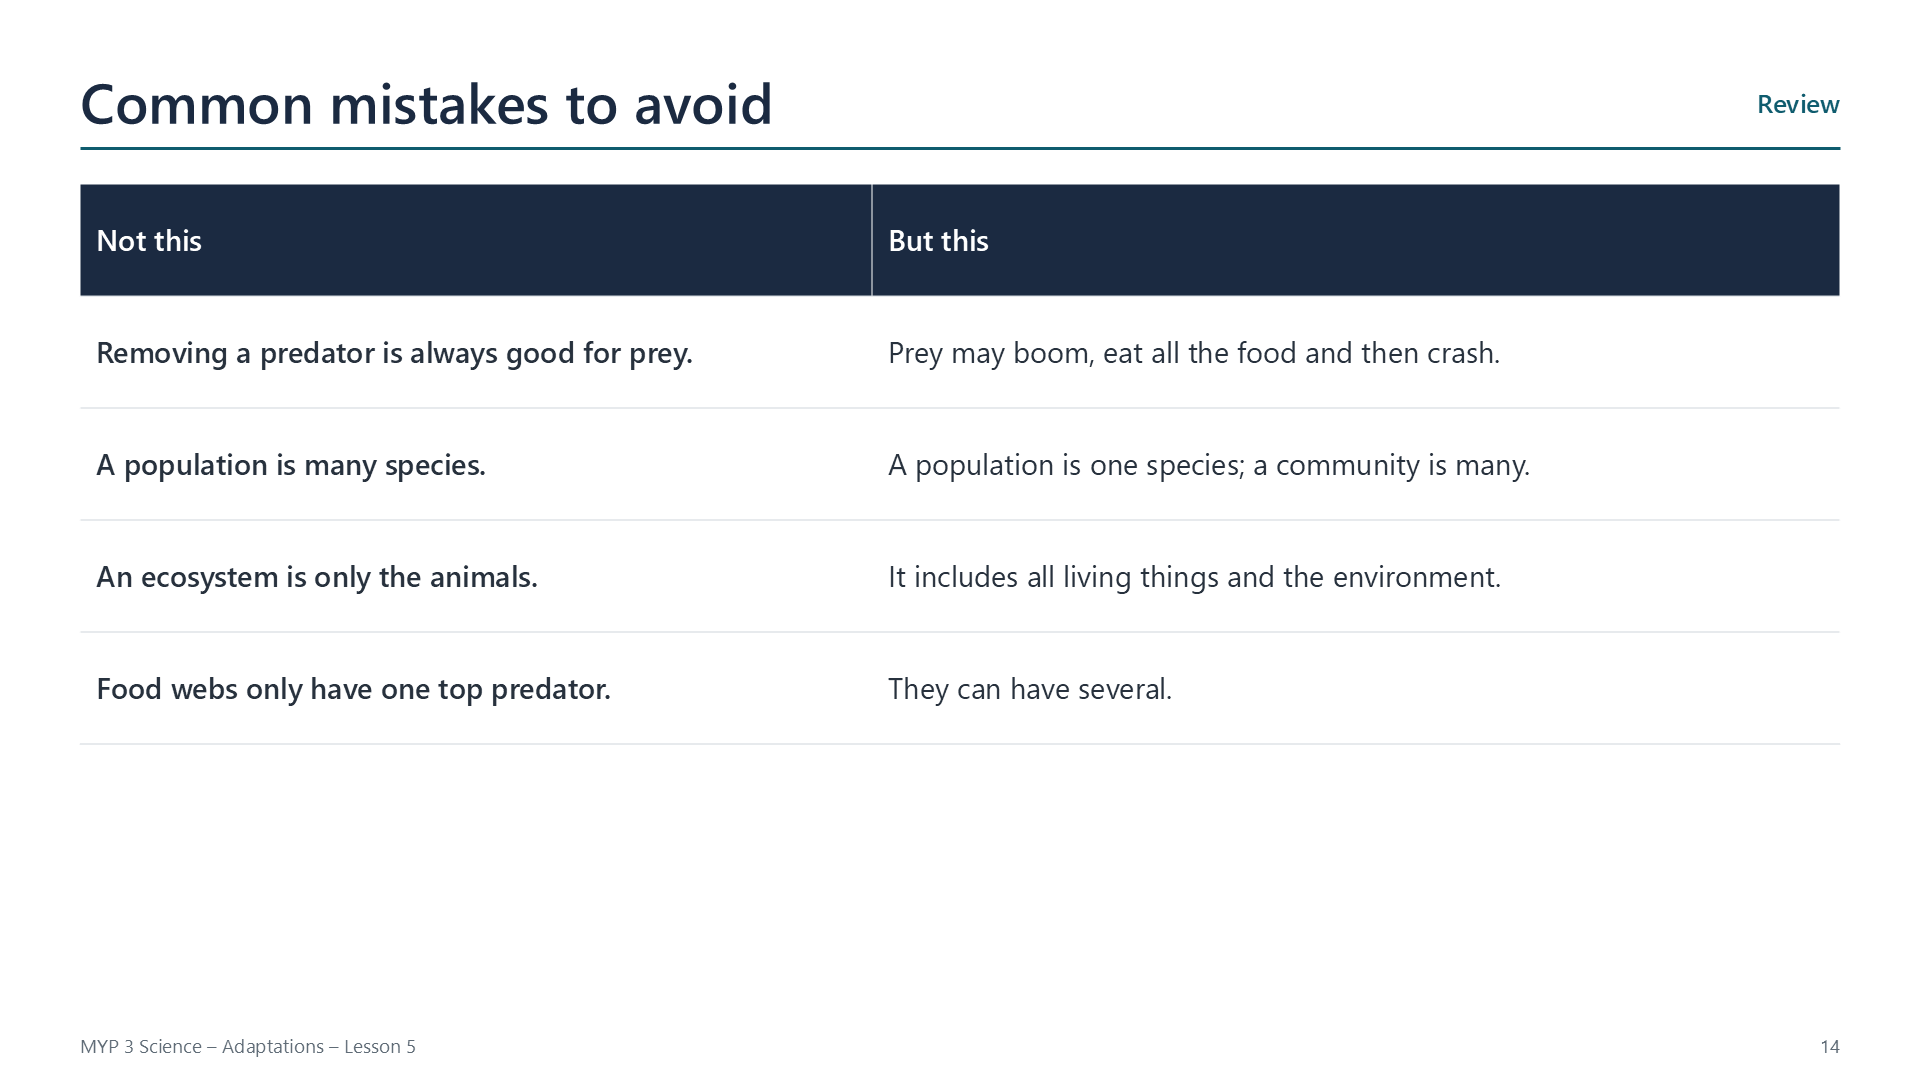 Common mistakes to avoid
Review
Not this
But this
Removing a predator is always good for prey.
Prey may boom, eat all the food and then crash.
A population is many species.
A population is one species; a community is many.
An ecosystem is only the animals.
It includes all living things and the environment.
Food webs only have one top predator.
They can have several.
MYP 3 Science – Adaptations – Lesson 5
14